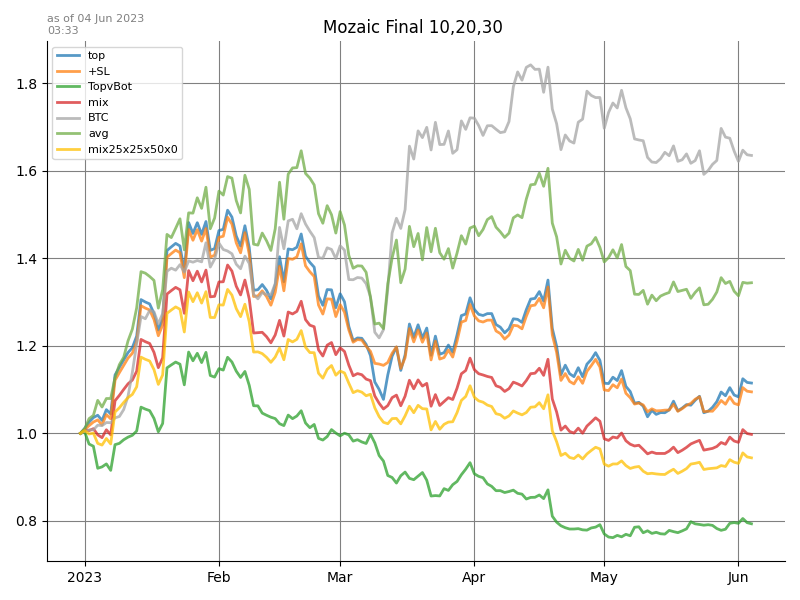 as of 04 Jun 2023
03:33
Mozaic Final 10,20,30
top
+SL
TopvBot
mix
BTC
avg
mix25x25x50x0
1.8
1.6
1.4
1.2
1.0
0.8
2023 Feb Mar Apr May Jun